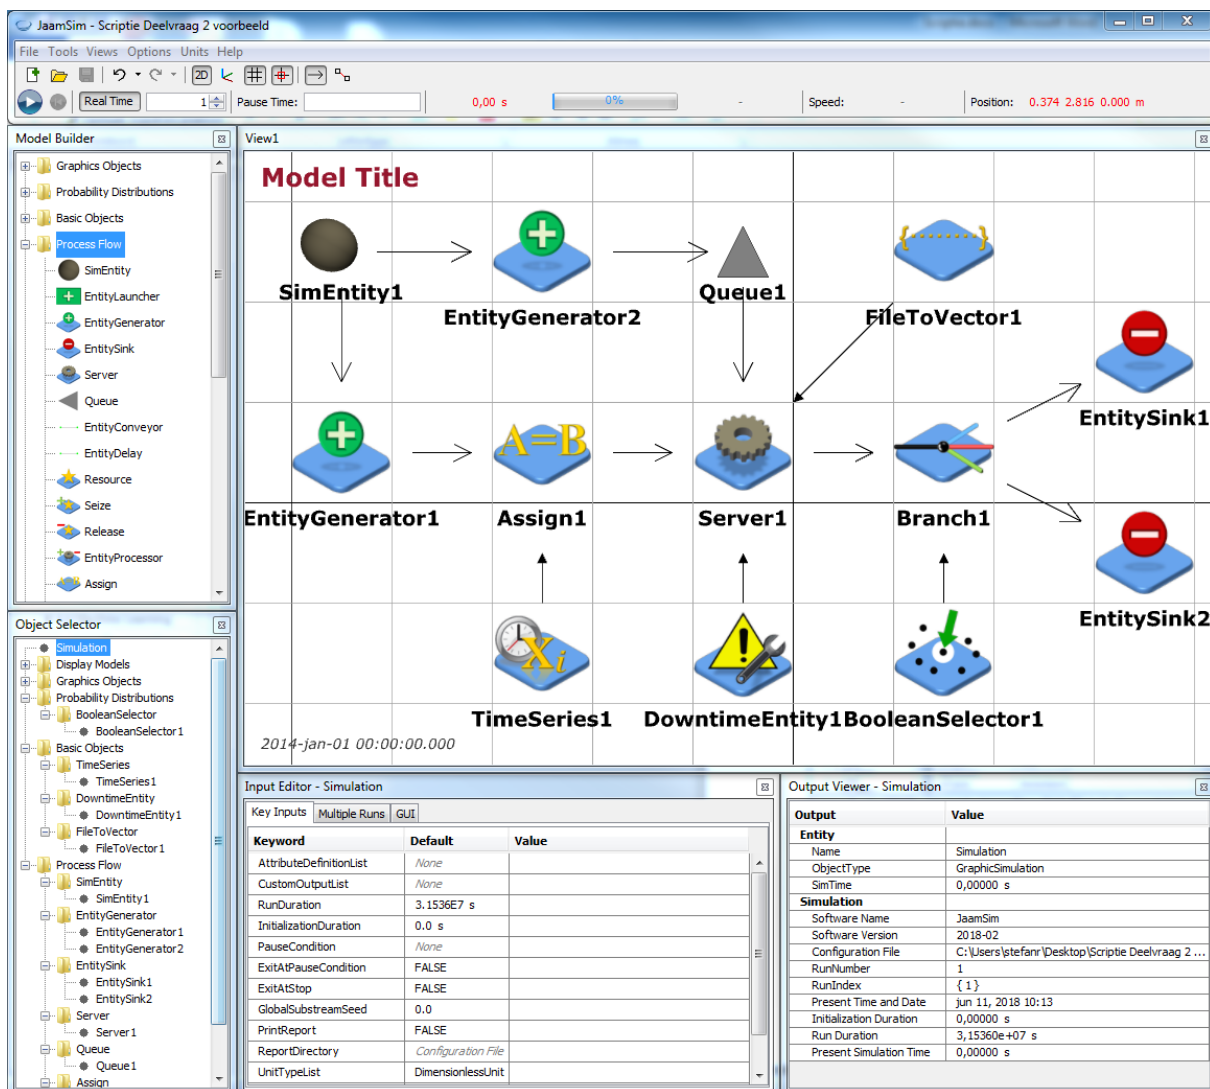 JaamSim - Scriptie Deelvraag 2 voorbeeld
File Tools Views Options Units Help
2D
Real Time 1 Pause Time: 0,00 s 0% - Speed: - Position: 0.374 2.816 0.000 m
Model Builder
Graphics Objects
Probability Distributions
Basic Objects
Process Flow
SimEntity
EntityLauncher
EntityGenerator
EntitySink
Server
Queue
EntityConveyor
EntityDelay
Resource
Seize
Release
EntityProcessor
Assign
View1
Model Title
SimEntity1
EntityGenerator2
Queue1
FileToVector1
EntitySink1
EntityGenerator1
A=B
Assign1
Server1
Branch1
EntitySink2
Xi
TimeSeries1
DowntimeEntity1
BooleanSelector1
2014-jan-01 00:00:00.000
Object Selector
Simulation
Display Models
Graphics Objects
Probability Distributions
BooleanSelector
BooleanSelector1
Basic Objects
TimeSeries
TimeSeries1
DowntimeEntity
DowntimeEntity1
FileToVector
FileToVector1
Process Flow
SimEntity
SimEntity1
EntityGenerator
EntityGenerator1
EntityGenerator2
EntitySink
EntitySink1
EntitySink2
Server
Server1
Queue
Queue1
Assign
Input Editor - Simulation
Key Inputs Multiple Runs GUI
Keyword Default Value
AttributeDefinitionList None
CustomOutputList None
RunDuration 3.1536E7 s
InitializationDuration 0.0 s
PauseCondition None
ExitAtPauseCondition FALSE
ExitAtStop FALSE
GlobalSubstreamSeed 0.0
PrintReport FALSE
ReportDirectory Configuration File
UnitTypeList DimensionlessUnit
Output Viewer - Simulation
Output Value
Entity
Name Simulation
ObjectType GraphicSimulation
SimTime 0,00000 s
Simulation
Software Name JaamSim
Software Version 2018-02
Configuration File C:\Users\stefanr\Desktop\Scriptie Deelvraag 2 ...
RunNumber 1
RunIndex { 1 }
Present Time and Date jun 11, 2018 10:13
Initialization Duration 0,00000 s
Run Duration 3,15360e+07 s
Present Simulation Time 0,00000 s